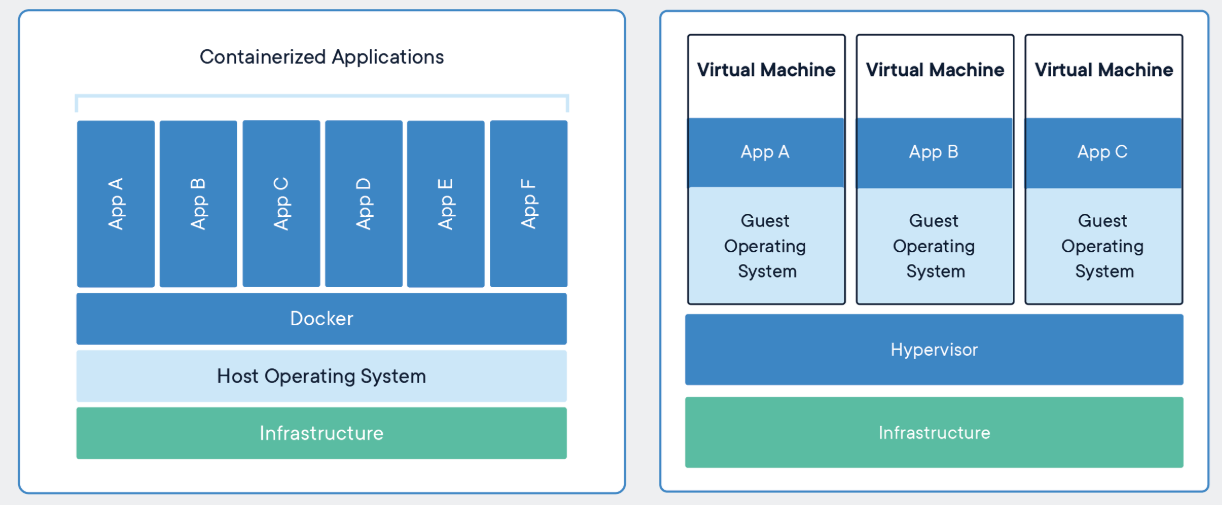 Containerized Applications
App A
App B
App C
App D
App E
App F
Docker
Host Operating System
Infrastructure
Virtual Machine
App A
Guest
Operating
System
Virtual Machine
App B
Guest
Operating
System
Virtual Machine
App C
Guest
Operating
System
Hypervisor
Infrastructure